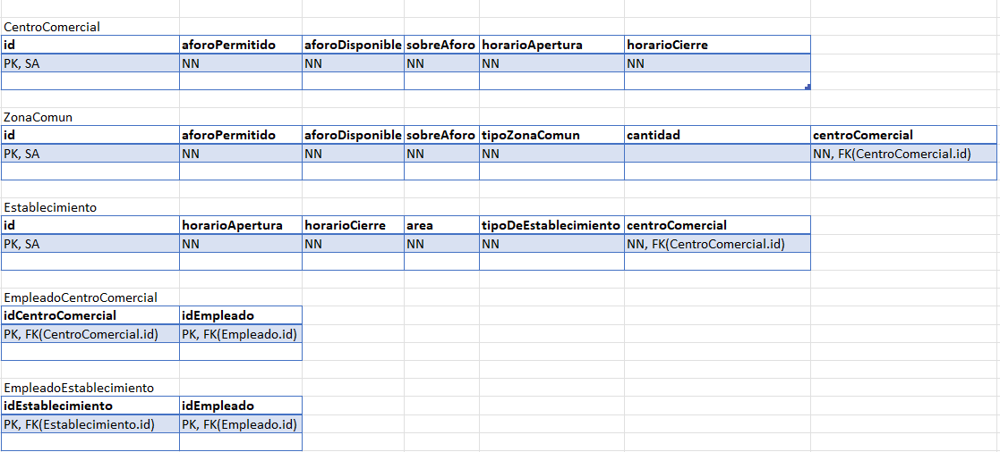 CentroComercial
id aforoPermitido aforoDisponible sobreAforo horarioApertura horarioCierre
PK, SA NN NN NN NN NN
ZonaComun
id aforoPermitido aforoDisponible sobreAforo tipoZonaComun cantidad centroComercial
PK, SA NN NN NN NN NN, FK(CentroComercial.id)
Establecimiento
id horarioApertura horarioCierre area tipoDeEstablecimiento centroComercial
PK, SA NN NN NN NN NN, FK(CentroComercial.id)
EmpleadoCentroComercial
idCentroComercial idEmpleado
PK, FK(CentroComercial.id) PK, FK(Empleado.id)
EmpleadoEstablecimiento
idEstablecimiento idEmpleado
PK, FK(Establecimiento.id) PK, FK(Empleado.id)